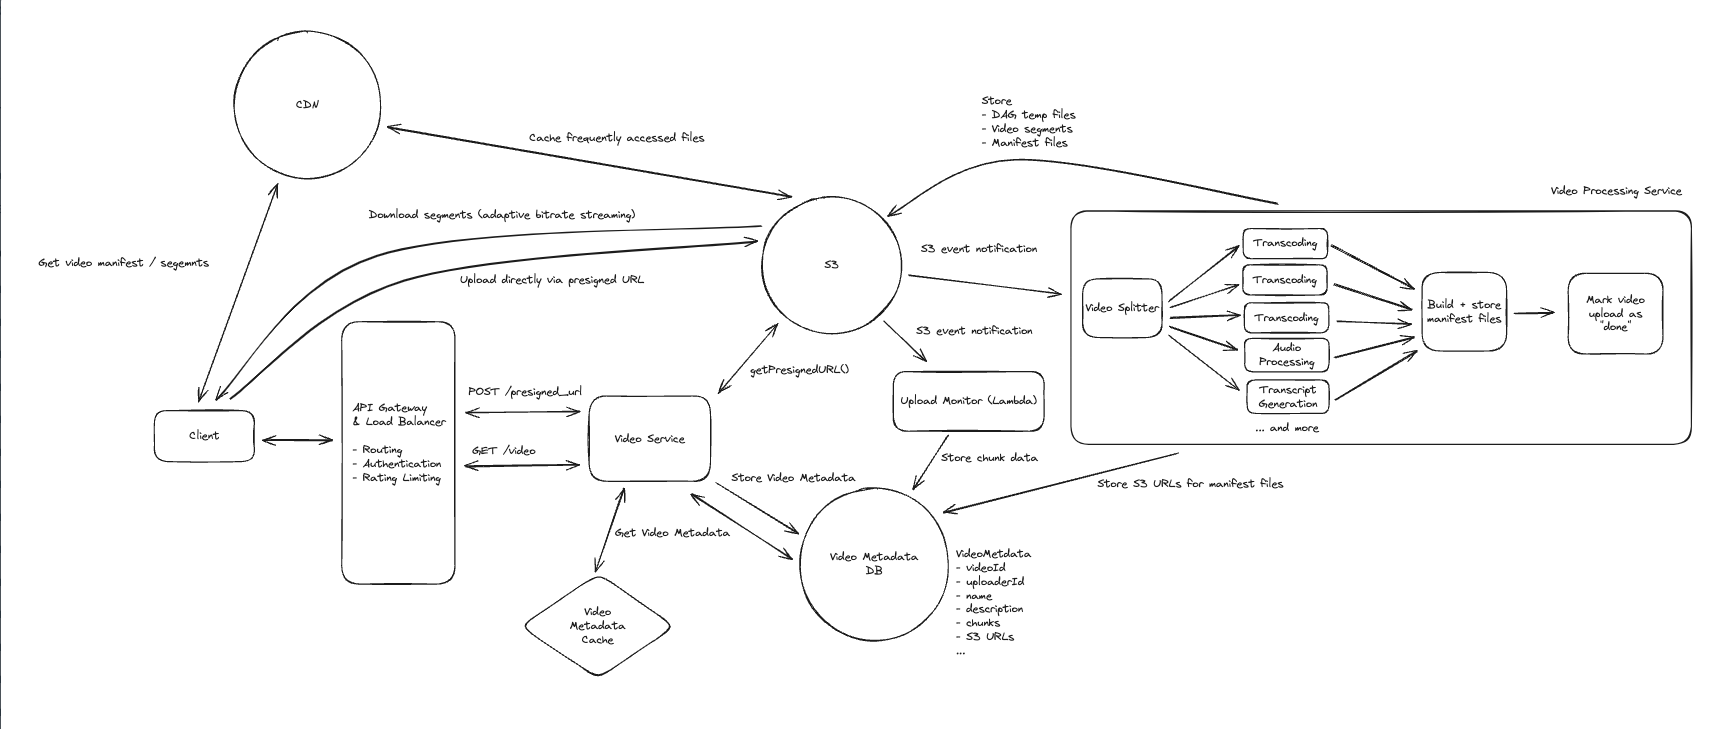 CDN
Cache frequently accessed files
Store
- DAG temp files
- Video segments
- Manifest files
Video Processing Service
Download segments (adaptive bitrate streaming)
Get video manifest / segemnts
Upload directly via presigned URL
S3
S3 event notification
Video Splitter
Transcoding
Transcoding
Transcoding
Audio
Processing
Transcript
Generation
... and more
Build + store
manifest files
Mark video
upload as
"done"
S3 event notification
getPresignedURL()
Upload Monitor (Lambda)
Client
API Gateway
& Load Balancer
- Routing
- Authentication
- Rating Limiting
POST /presigned_url
GET /video
Video Service
Store chunk data
Store Video Metadata
Store S3 URLs for manifest files
Get Video Metadata
Video Metadata
DB
VideoMetdata
- videoId
- uploaderId
- name
- description
- chunks
- S3 URLs
...
Video
Metadata
Cache